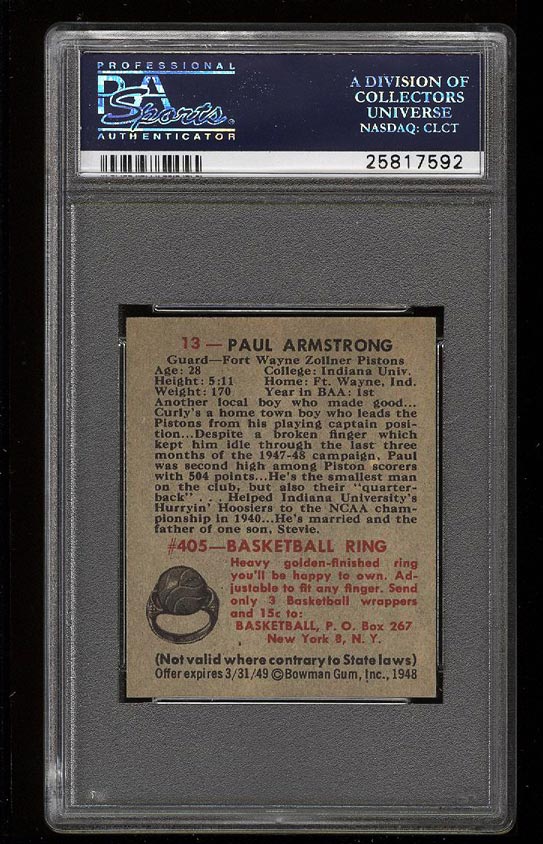 PROFESSIONAL
PSA
Sports
AUTHENTICATOR
A DIVISION OF
COLLECTORS
UNIVERSE
NASDAQ: CLCT
25817592
13 — PAUL ARMSTRONG
Guard—Fort Wayne Zollner Pistons
Age: 28 College: Indiana Univ.
Height: 5:11 Home: Ft. Wayne, Ind.
Weight: 170 Year in BAA: 1st
Another local boy who made good...
Curly's a home town boy who leads the
Pistons from his playing captain posi-
tion...Despite a broken finger which
kept him idle through the last three
months of the 1947-48 campaign, Paul
was second high among Piston scorers
with 504 points...He's the smallest man
on the club, but also their "quarter-
back" . . . Helped Indiana University's
Hurryin' Hoosiers to the NCAA cham-
pionship in 1940...He's married and the
father of one son, Stevie.
#405—BASKETBALL RING
Heavy golden-finished ring
you'll be happy to own. Ad-
justable to fit any finger. Send
only 3 Basketball wrappers
and 15c to:
BASKETBALL, P. O. Box 267
New York 8, N. Y.
(Not valid where contrary to State laws)
Offer expires 3/31/49 ©Bowman Gum, Inc., 1948